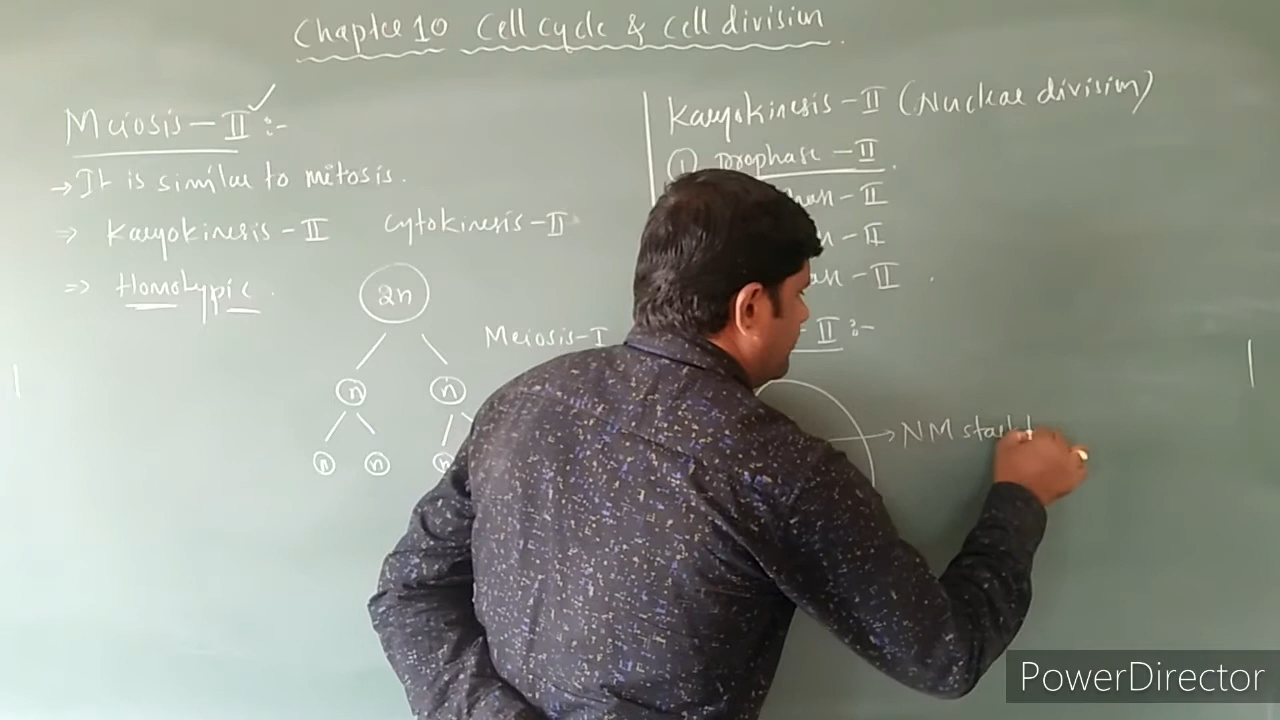 Chapter 10 Cell cycle & Cell division.
Meiosis - II :-
→ It is similar to mitosis.
⇒ Karyokinesis - II Cytokinesis - II
⇒ Homotypic.
2n
Meiosis - I
n n
n n n
Karyokinesis - II (Nuclear division)
① Prophase - II.
- II
- II
- II.
- II :-
→ NM
PowerDirector